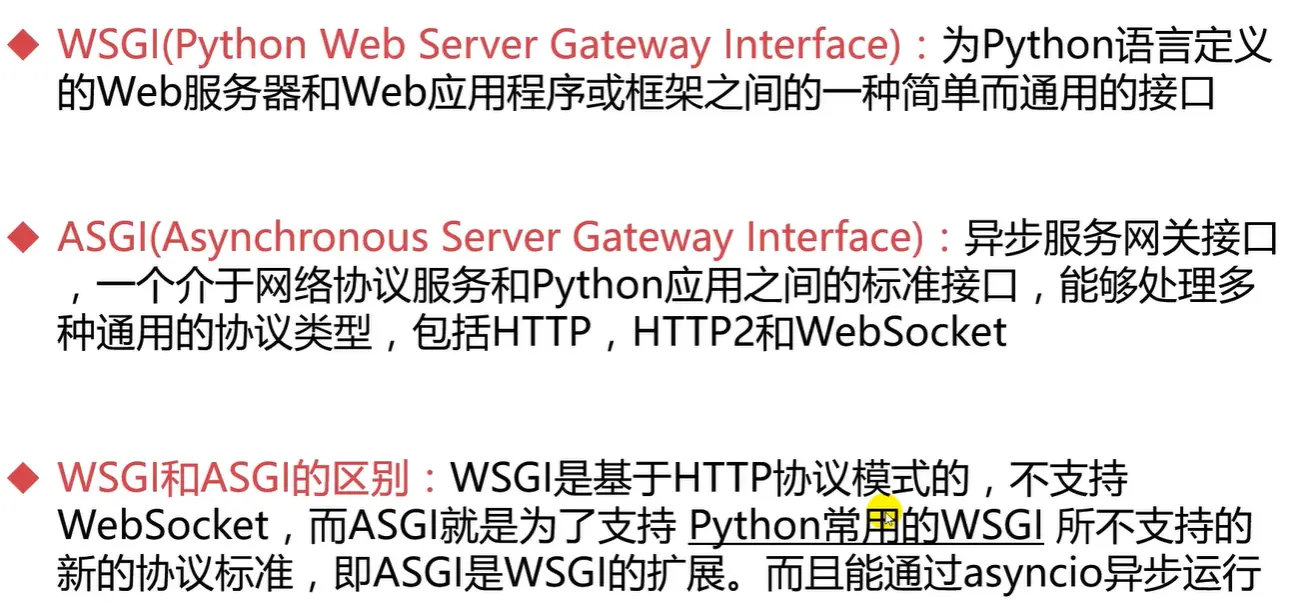 ◆ WSGI(Python Web Server Gateway Interface)：为Python语言定义
的Web服务器和Web应用程序或框架之间的一种简单而通用的接口
◆ ASGI(Asynchronous Server Gateway Interface)：异步服务网关接口
，一个介于网络协议服务和Python应用之间的标准接口，能够处理多
种通用的协议类型，包括HTTP，HTTP2和WebSocket
◆ WSGI和ASGI的区别：WSGI是基于HTTP协议模式的，不支持
WebSocket，而ASGI就是为了支持 Python常用的WSGI 所不支持的
新的协议标准，即ASGI是WSGI的扩展。而且能通过asyncio异步运行